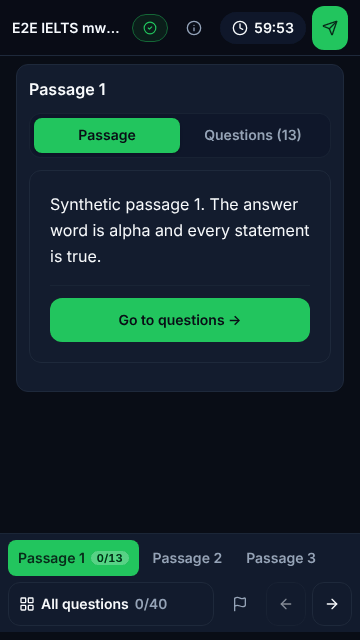 E2E IELTS mw...
59:53
Passage 1
Passage
Questions (13)
Synthetic passage 1. The answer
word is alpha and every statement
is true.
Go to questions →
Passage 1 0/13
Passage 2
Passage 3
All questions 0/40